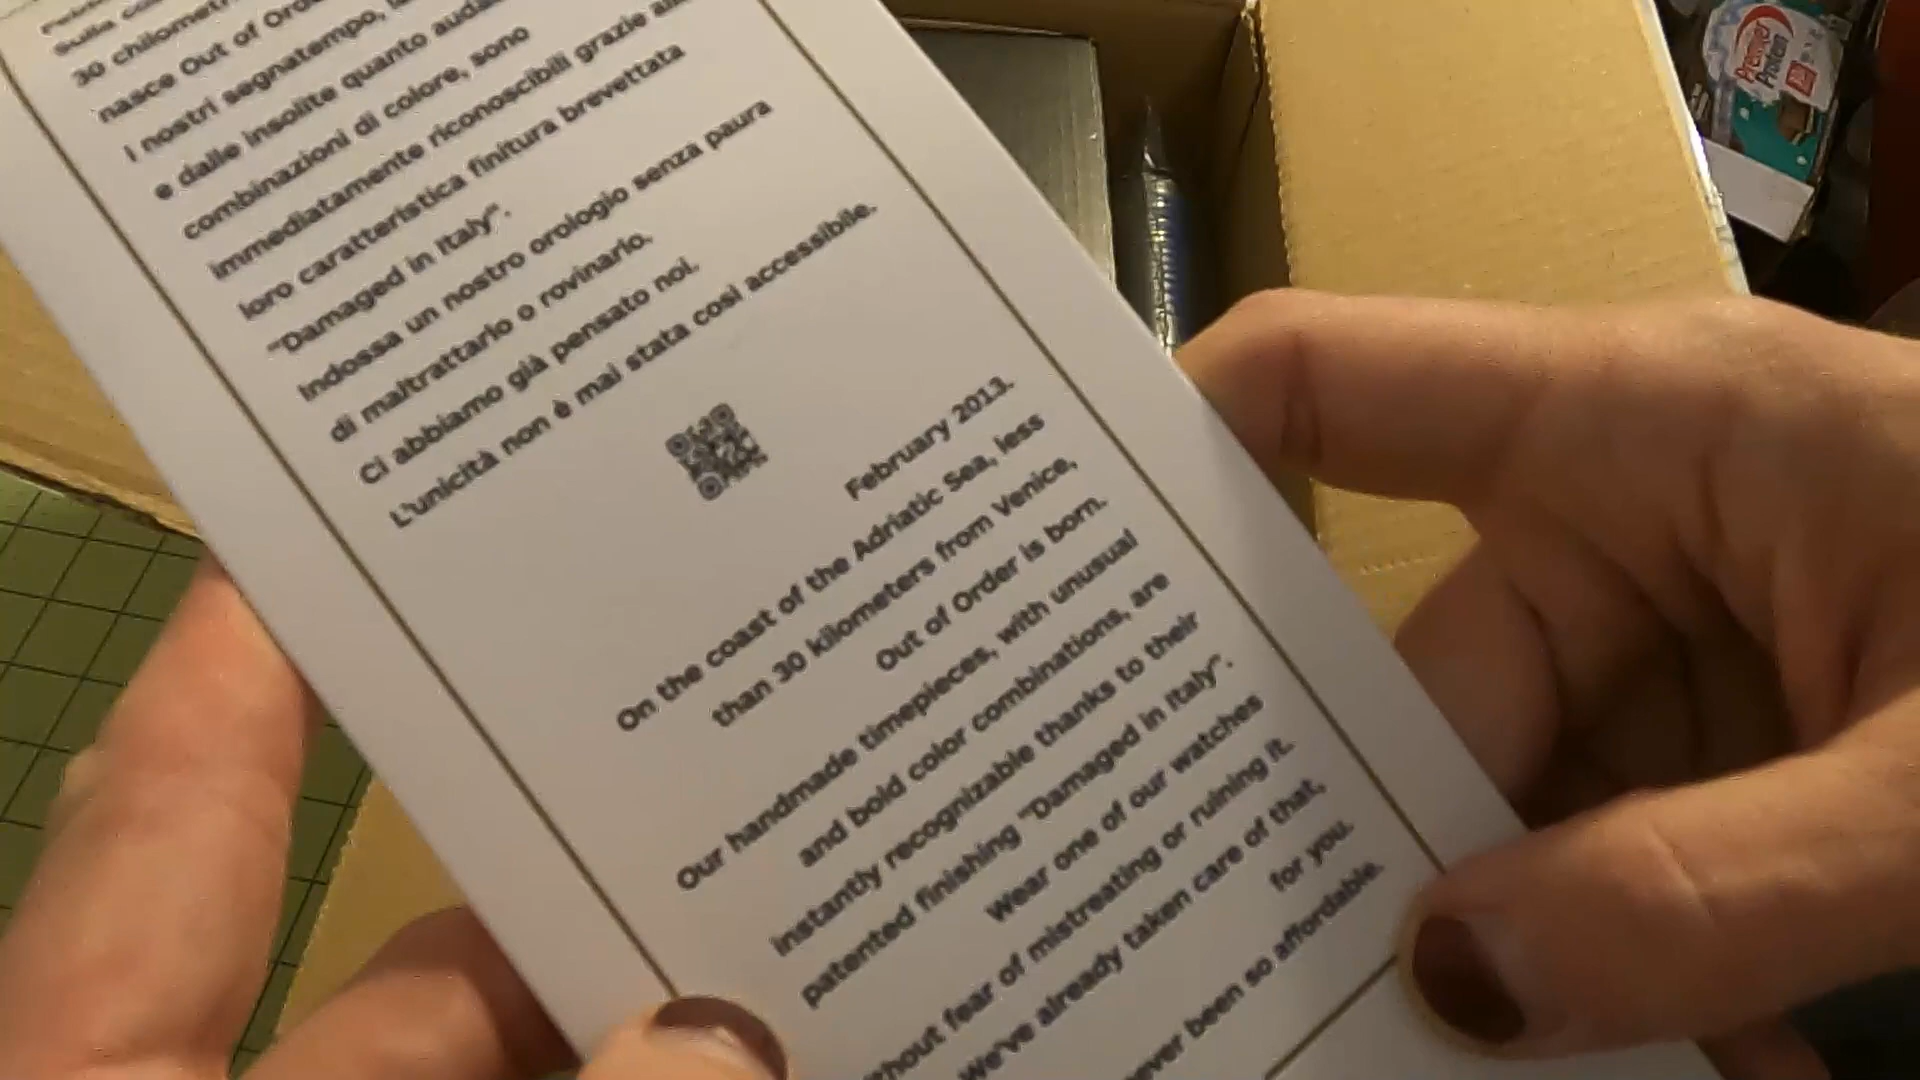 sulla
30 chilometri
nasce Out of Order
I nostri segnatempo,
e dalle insolite quanto
combinazioni di colore, sono
immediatamente riconoscibili grazie
loro caratteristica finitura brevettata
"Damaged in Italy".
Indossa un nostro orologio senza paura
di maltrattarlo o rovinarlo.
Ci abbiamo già pensato noi.
L'unicità non è mai stata così accessibile.
February 2013.
On the coast of the Adriatic Sea, less
than 30 kilometers from Venice,
Out of Order is born.
Our handmade timepieces, with unusual
and bold color combinations, are
instantly recognizable thanks to their
patented finishing "Damaged in Italy".
Wear one of our watches
fear of mistreating or ruining it.
We've already taken care of that,
for you.
been so affordable.
Premier
Protein